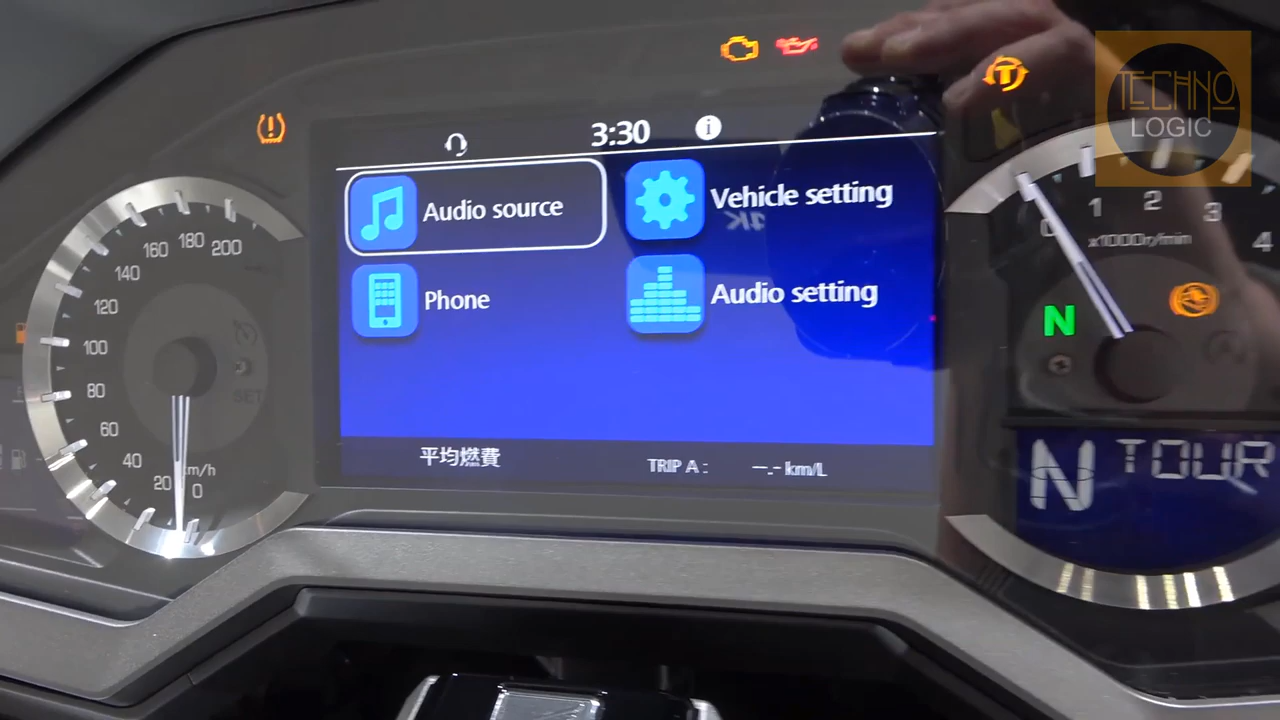 TECHNO
LOGIC
3:30
Audio source
Vehicle setting
Phone
Audio setting
平均燃費
TRIP A : --.- km/L
200
180
160
140
120
100
80
60
40
20
0
km/h
SET
0
1
2
3
4
x1000r/min
N
N TOUR